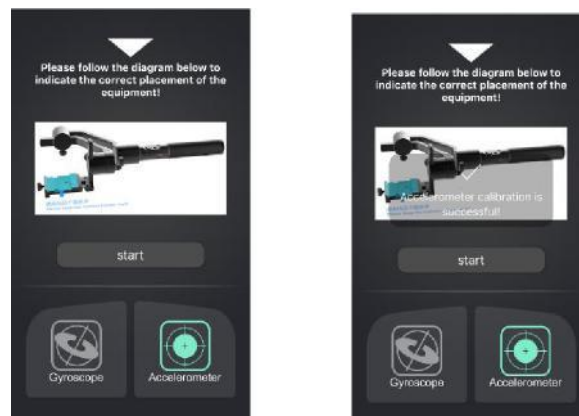 Please follow the diagram below to
indicate the correct placement of the
equipment!
start
Gyroscope
Accelerometer
Please follow the diagram below to
indicate the correct placement of the
equipment!
Accelerometer calibration is
successful!
start
Gyroscope
Accelerometer